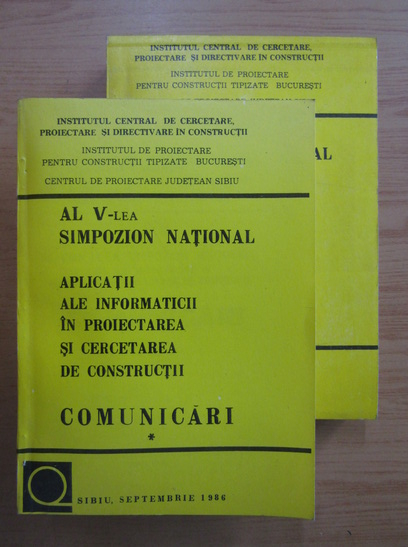 INSTITUTUL CENTRAL DE CERCETARE,
PROIECTARE ȘI DIRECTIVARE ÎN CONSTRUCȚII
INSTITUTUL DE PROIECTARE
PENTRU CONSTRUCȚII TIPIZATE BUCUREȘTI
AL
INSTITUTUL CENTRAL DE CERCETARE,
PROIECTARE ȘI DIRECTIVARE ÎN CONSTRUCȚII
INSTITUTUL DE PROIECTARE
PENTRU CONSTRUCȚII TIPIZATE BUCUREȘTI
CENTRUL DE PROIECTARE JUDEȚEAN SIBIU
AL V-LEA
SIMPOZION NAȚIONAL
APLICAȚII
ALE INFORMATICII
ÎN PROIECTAREA
ȘI CERCETAREA
DE CONSTRUCȚII
COMUNICĂRI
*
SIBIU, SEPTEMBRIE 1986